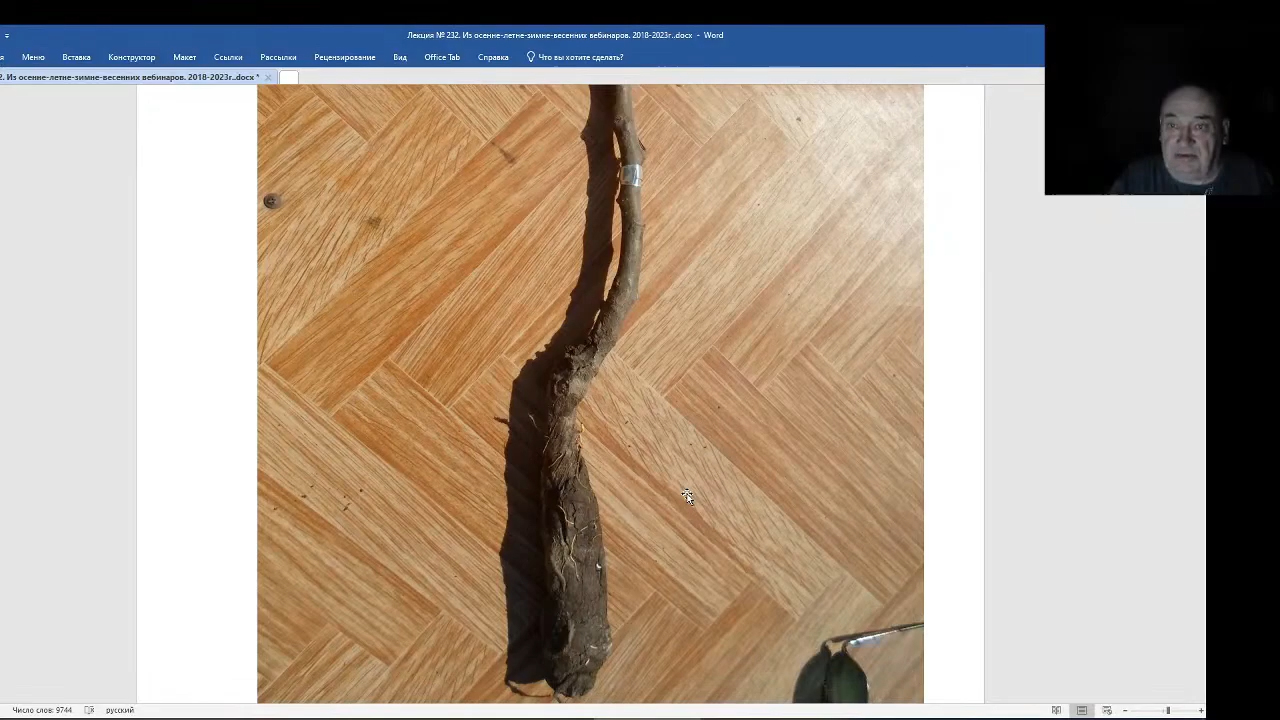 Лекция № 232. Из осенне-летне-зимне-весенних вебинаров. 2018-2023г..docx - Word
Меню Вставка Конструктор Макет Ссылки Рассылки Рецензирование Вид Office Tab Справка Что вы хотите сделать?
2. Из осенне-летне-зимне-весенних вебинаров. 2018-2023г..docx *
Число слов: 9744 русский